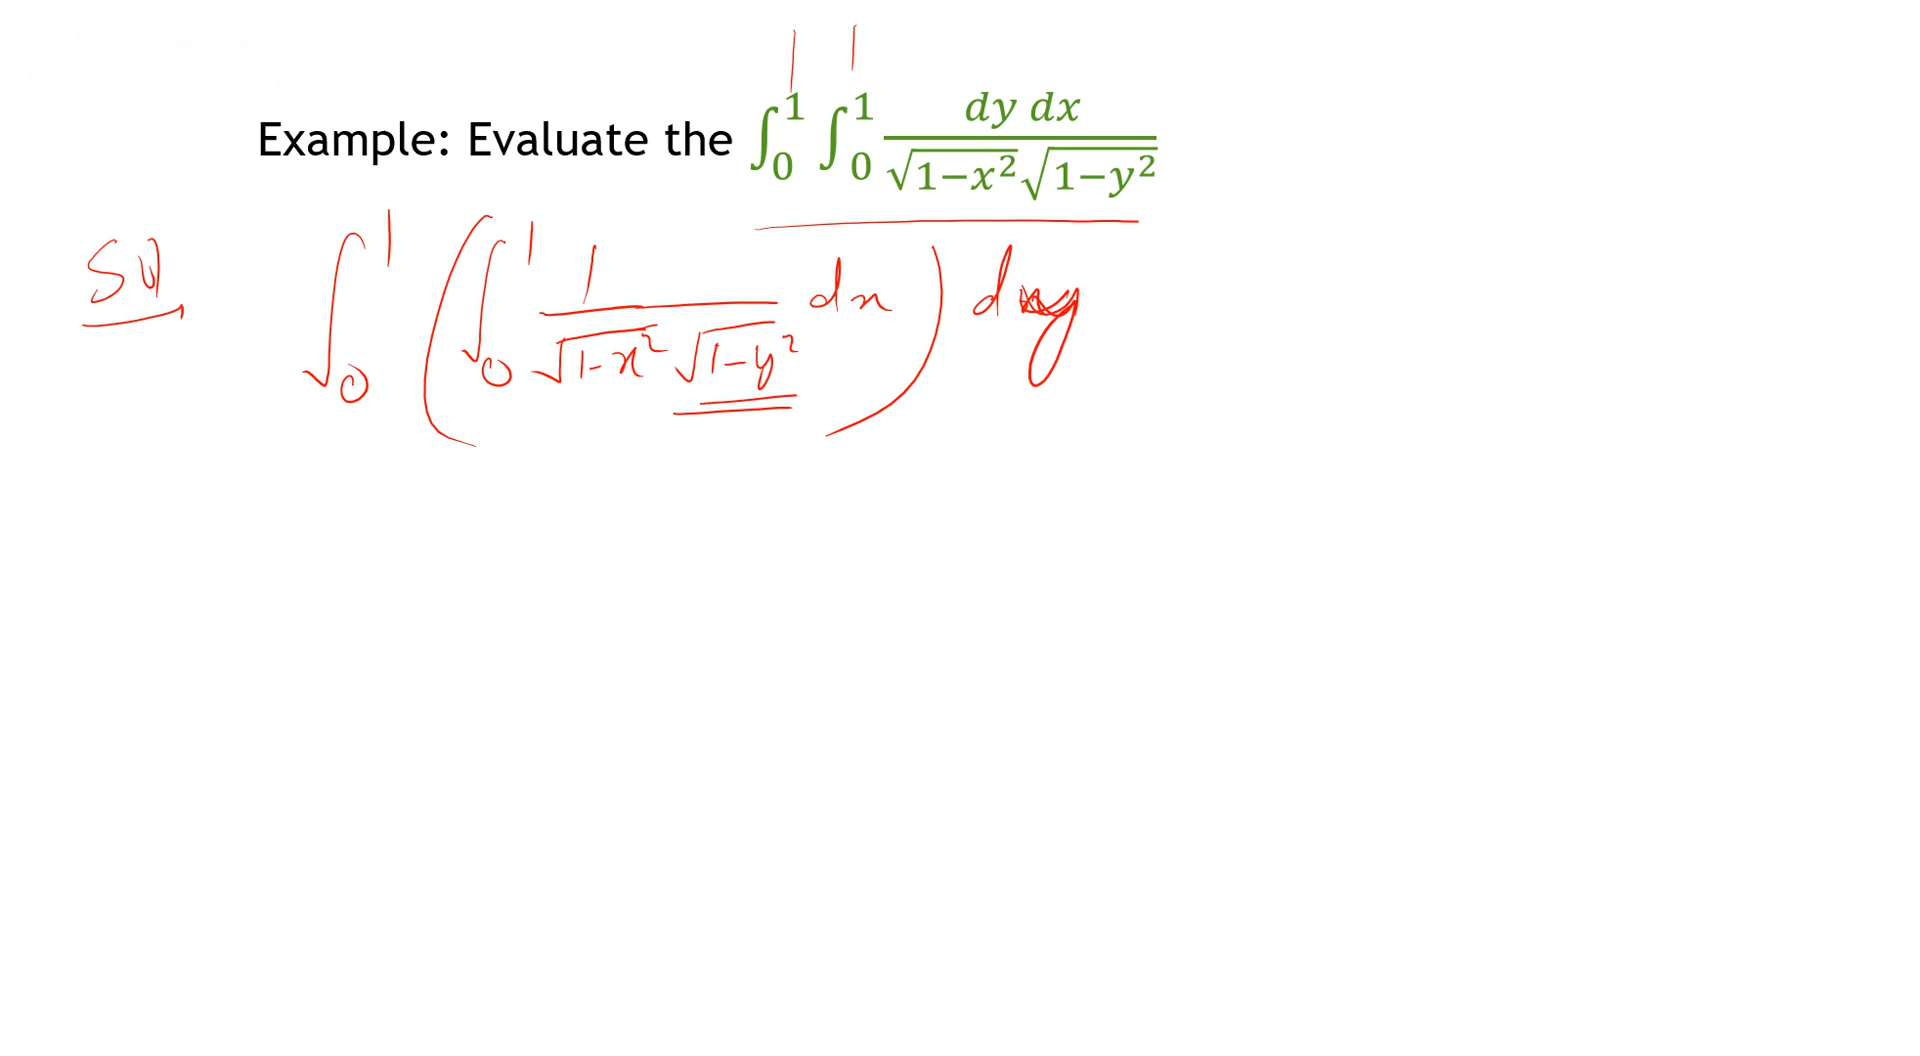 Example: Evaluate the ∫₀¹ ∫₀¹ dy dx / √1−x² √1−y²
Sol
∫₀¹ ( ∫₀¹ 1 / √1−x² √1−y² dx ) dy